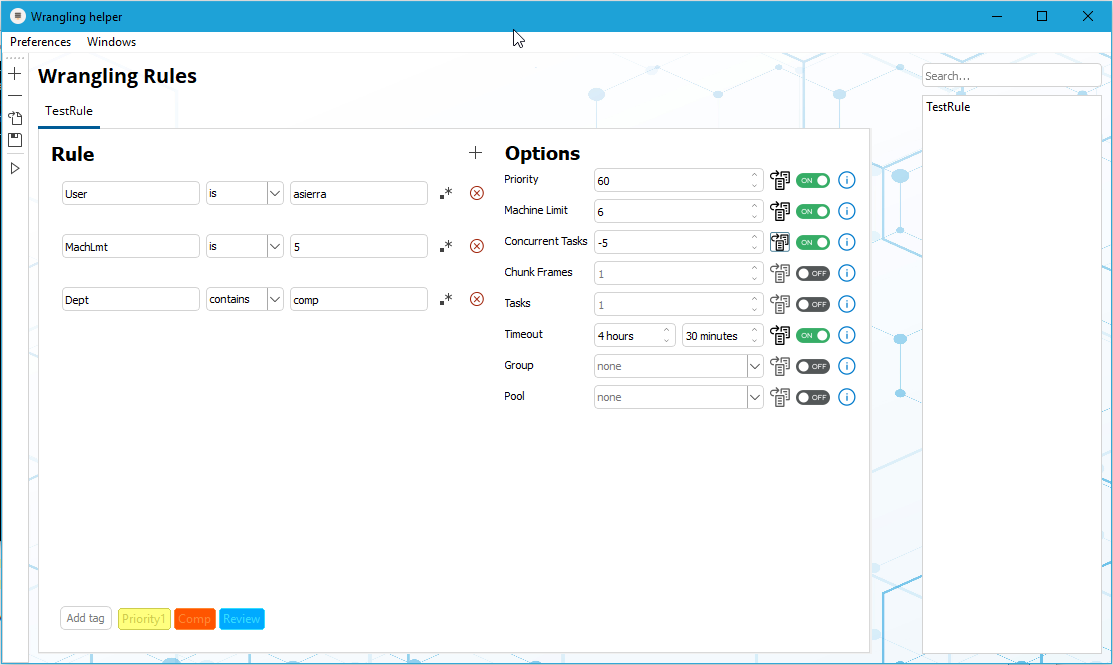 Wrangling helper
Preferences Windows
Wrangling Rules
Search...
TestRule
TestRule
Rule
User is asierra .*
MachLmt is 5 .*
Dept contains comp .*
Options
Priority 60 ON i
Machine Limit 6 ON i
Concurrent Tasks -5 ON i
Chunk Frames 1 OFF i
Tasks 1 OFF i
Timeout 4 hours 30 minutes ON i
Group none OFF i
Pool none OFF i
Add tag Priority1 Comp Review